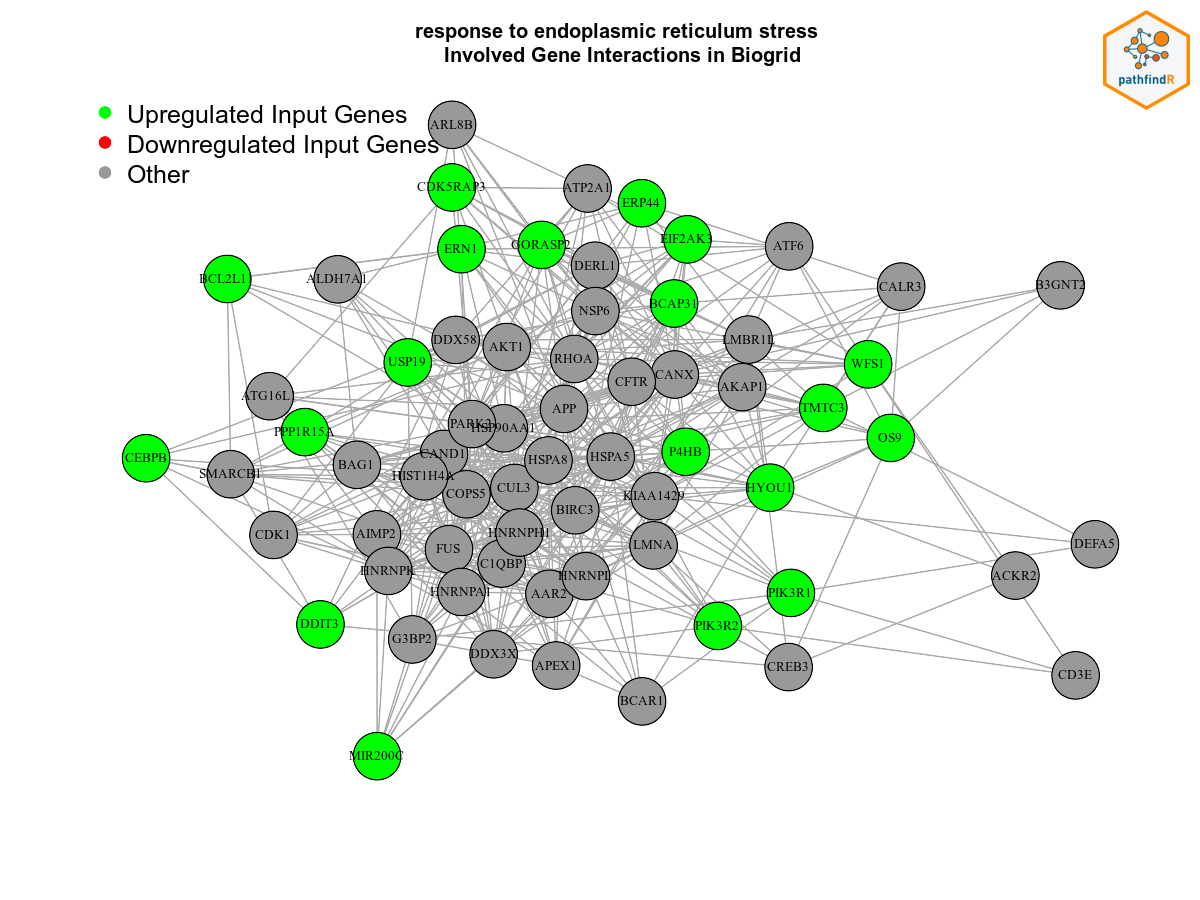 response to endoplasmic reticulum stress
Involved Gene Interactions in Biogrid
pathfindR
Upregulated Input Genes
Downregulated Input Genes
Other
ARL8B
CDK5RAP3
ATP2A1
ERP44
EIF2AK3
ERN1
GORASP2
ATF6
DERL1
BCL2L1
ALDH7A1
CALR3
B3GNT2
BCAP31
NSP6
DDX58
AKT1
LMBR1L
USP19
RHOA
WFS1
CFTR
CANX
AKAP1
ATG16L
APP
TMTC3
PPP1R15A
PARK2
HSP90AA1
OS9
CEBPB
CAND1
P4HB
BAG1
HSPA8
HSPA5
SMARCB1
HIST1H4A
COPS5
CUL3
HYOU1
KIAA1429
BIRC3
CDK1
AIMP2
HNRNPH1
LMNA
DEFA5
FUS
C1QBP
HNRNPK
HNRNPL
ACKR2
HNRNPA1
AAR2
PIK3R1
DDIT3
PIK3R2
G3BP2
DDX3X
APEX1
CREB3
CD3E
BCAR1
MIR200C